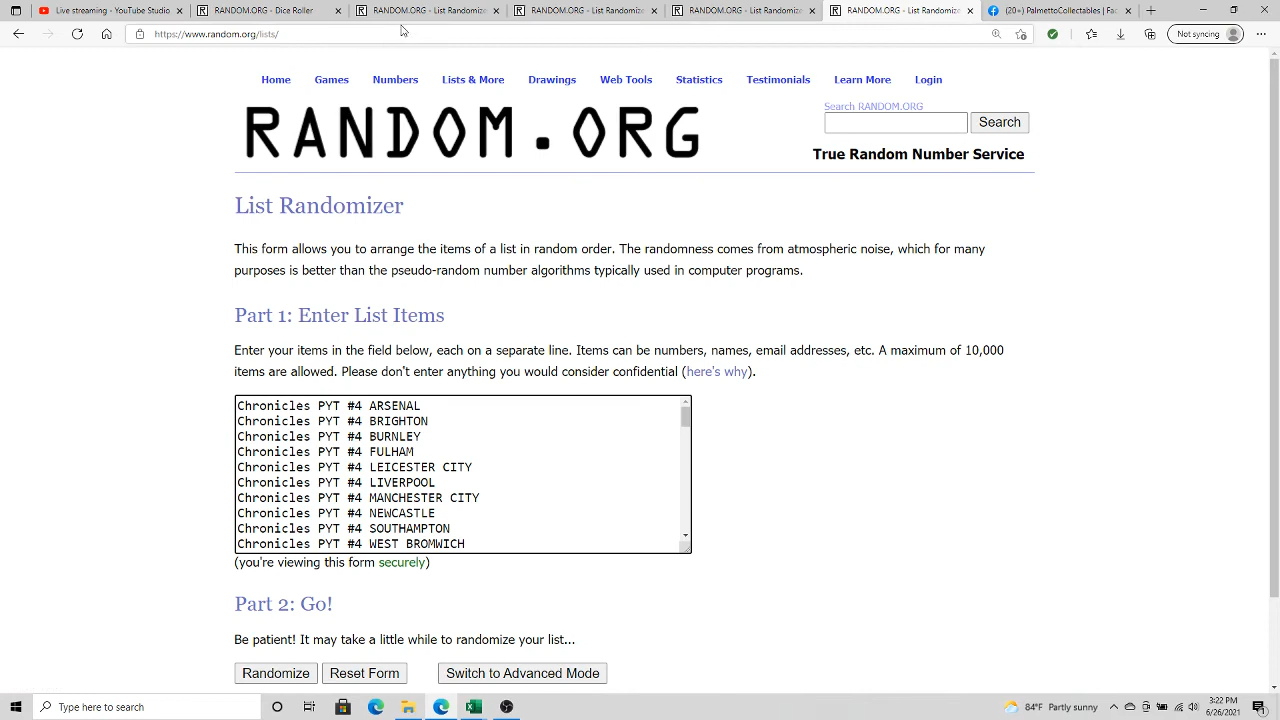 Live streaming - YouTube Studio
RANDOM.ORG - Dice Roller
RANDOM.ORG - List Randomiz
RANDOM.ORG - List Randomiz
RANDOM.ORG - List Randomiz
RANDOM.ORG - List Randomiz
(20+) PalmettoCollectables | Fac
https://www.random.org/lists/
Not syncing
Home Games Numbers Lists & More Drawings Web Tools Statistics Testimonials Learn More Login
RANDOM.ORG
Search RANDOM.ORG
Search
True Random Number Service
List Randomizer
This form allows you to arrange the items of a list in random order. The randomness comes from atmospheric noise, which for many
purposes is better than the pseudo-random number algorithms typically used in computer programs.
Part 1: Enter List Items
Enter your items in the field below, each on a separate line. Items can be numbers, names, email addresses, etc. A maximum of 10,000
items are allowed. Please don't enter anything you would consider confidential (here's why).
Chronicles PYT #4 ARSENAL
Chronicles PYT #4 BRIGHTON
Chronicles PYT #4 BURNLEY
Chronicles PYT #4 FULHAM
Chronicles PYT #4 LEICESTER CITY
Chronicles PYT #4 LIVERPOOL
Chronicles PYT #4 MANCHESTER CITY
Chronicles PYT #4 NEWCASTLE
Chronicles PYT #4 SOUTHAMPTON
Chronicles PYT #4 WEST BROMWICH
(you're viewing this form securely)
Part 2: Go!
Be patient! It may take a little while to randomize your list...
Randomize Reset Form Switch to Advanced Mode
Type here to search
84°F Partly sunny
3:22 PM
6/26/2021